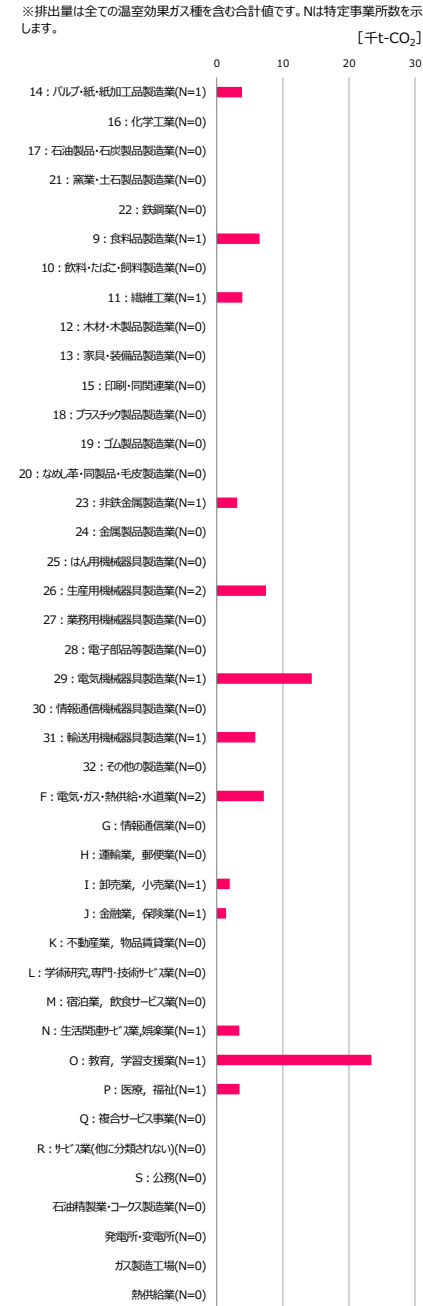 ※排出量は全ての温室効果ガス種を含む合計値です。Nは特定事業所数を示
します。
[千t-CO₂]
0 10 20 30
14：パルプ・紙・紙加工品製造業(N=1)
16：化学工業(N=0)
17：石油製品・石炭製品製造業(N=0)
21：窯業・土石製品製造業(N=0)
22：鉄鋼業(N=0)
9：食料品製造業(N=1)
10：飲料・たばこ・飼料製造業(N=0)
11：繊維工業(N=1)
12：木材・木製品製造業(N=0)
13：家具・装備品製造業(N=0)
15：印刷・同関連業(N=0)
18：プラスチック製品製造業(N=0)
19：ゴム製品製造業(N=0)
20：なめし革・同製品・毛皮製造業(N=0)
23：非鉄金属製造業(N=1)
24：金属製品製造業(N=0)
25：はん用機械器具製造業(N=0)
26：生産用機械器具製造業(N=2)
27：業務用機械器具製造業(N=0)
28：電子部品等製造業(N=0)
29：電気機械器具製造業(N=1)
30：情報通信機械器具製造業(N=0)
31：輸送用機械器具製造業(N=1)
32：その他の製造業(N=0)
F：電気・ガス・熱供給・水道業(N=2)
G：情報通信業(N=0)
H：運輸業，郵便業(N=0)
I：卸売業，小売業(N=1)
J：金融業，保険業(N=1)
K：不動産業，物品賃貸業(N=0)
L：学術研究,専門・技術ｻｰﾋﾞｽ業(N=0)
M：宿泊業，飲食サービス業(N=0)
N：生活関連ｻｰﾋﾞｽ業,娯楽業(N=1)
O：教育，学習支援業(N=1)
P：医療，福祉(N=1)
Q：複合サービス事業(N=0)
R：ｻｰﾋﾞｽ業(他に分類されない)(N=0)
S：公務(N=0)
石油精製業・コークス製造業(N=0)
発電所・変電所(N=0)
ガス製造工場(N=0)
熱供給業(N=0)